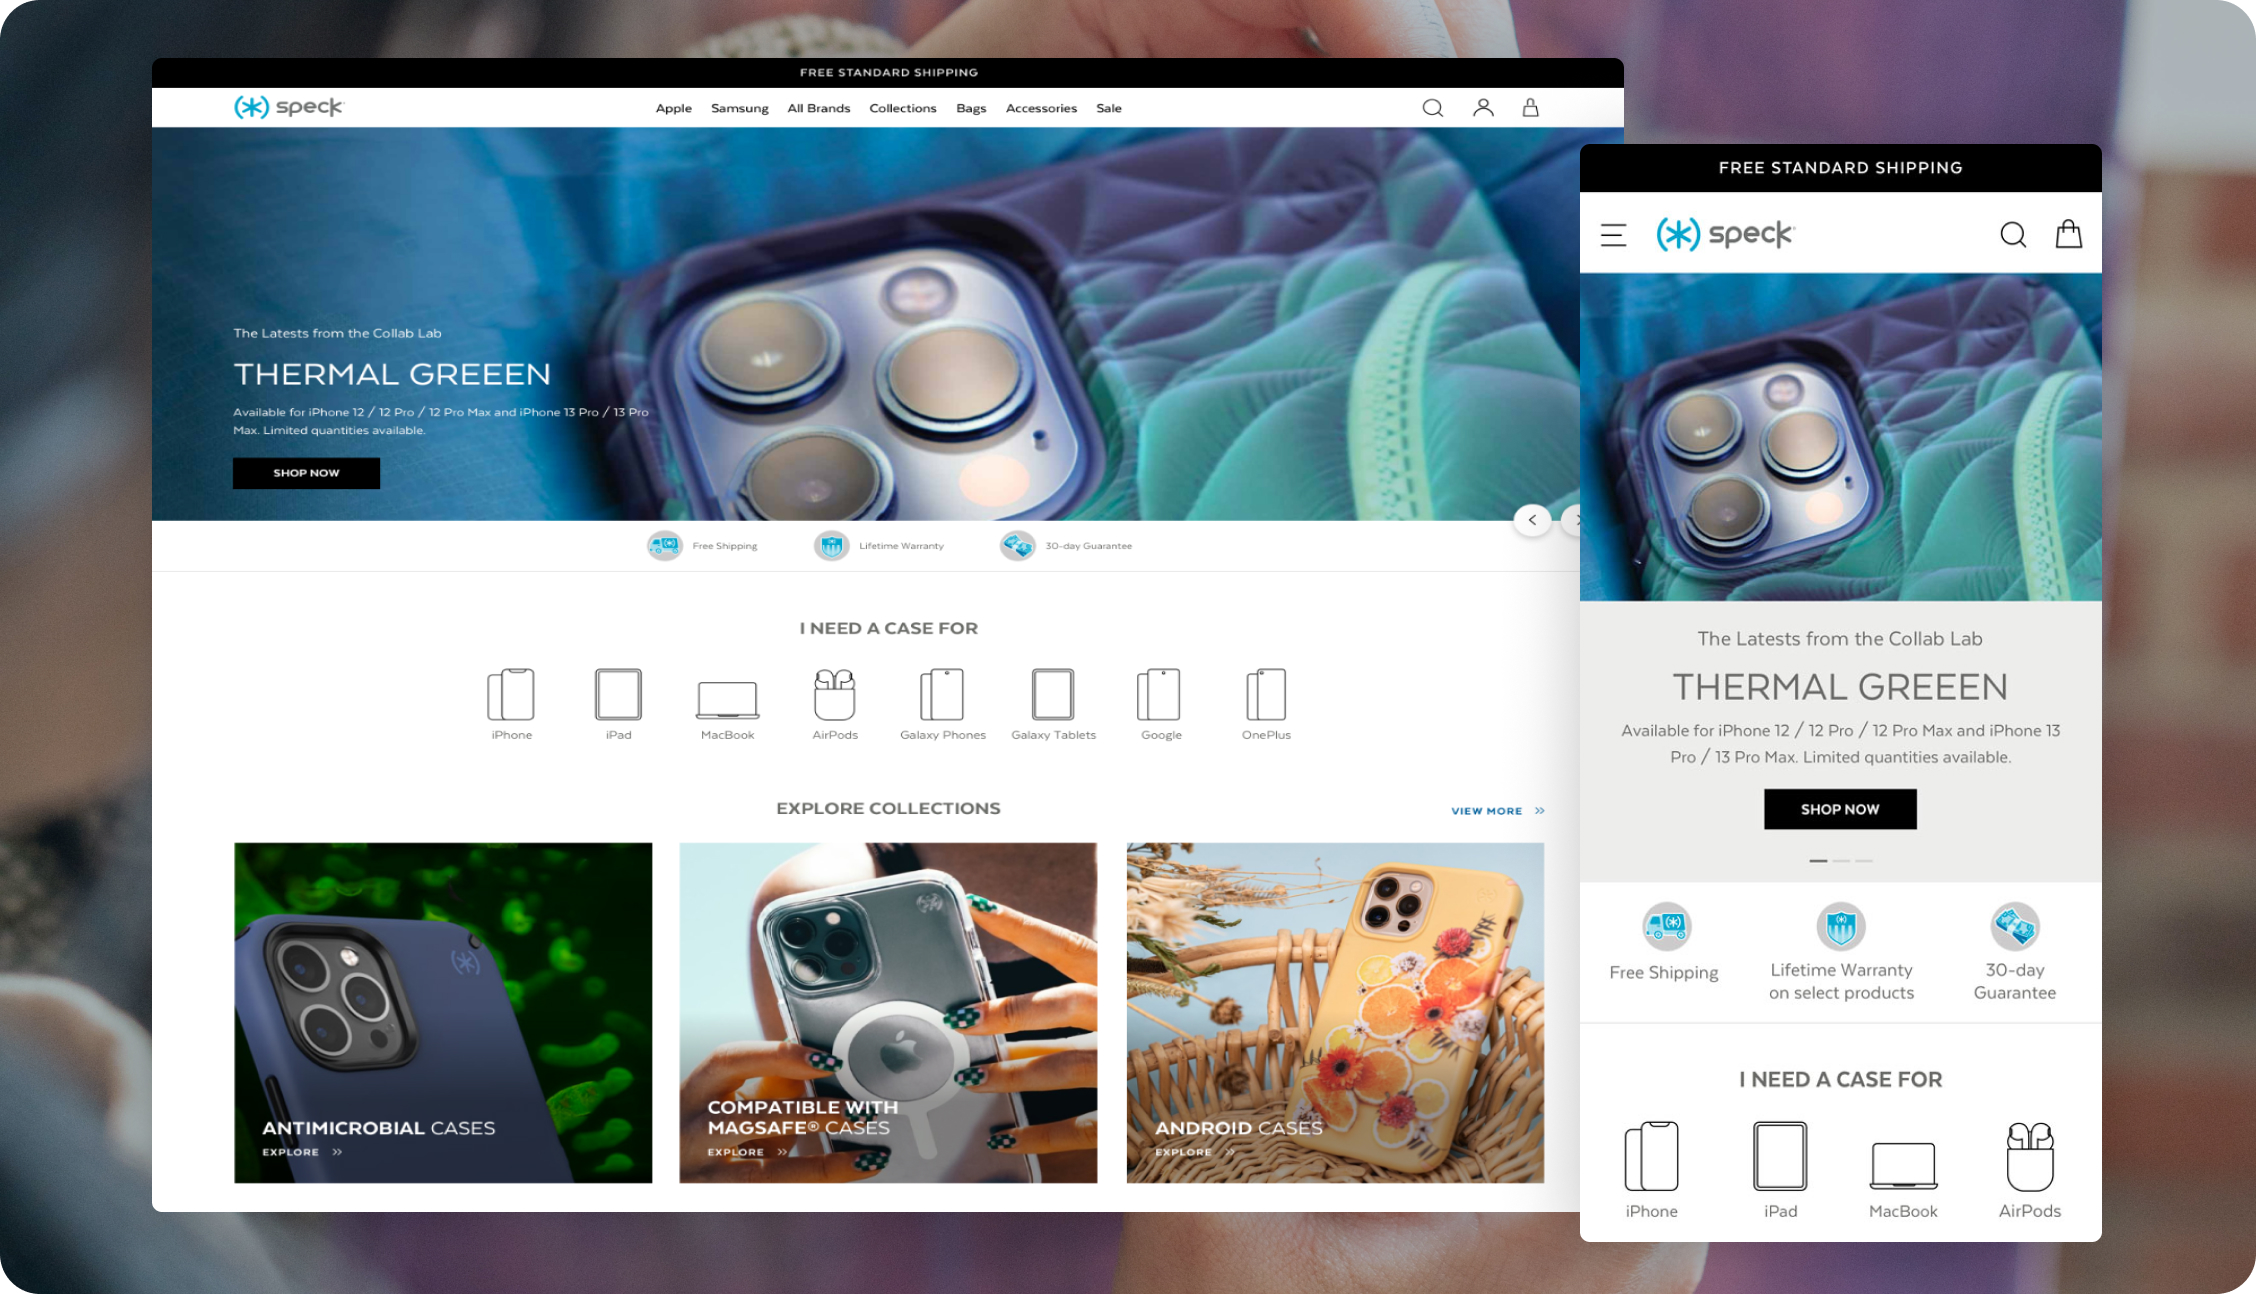 FREE STANDARD SHIPPING
speck
Apple Samsung All Brands Collections Bags Accessories Sale
The Latests from the Collab Lab
THERMAL GREEEN
Available for iPhone 12 / 12 Pro / 12 Pro Max and iPhone 13 Pro / 13 Pro
Max. Limited quantities available.
SHOP NOW
Free Shipping Lifetime Warranty 30-day Guarantee
I NEED A CASE FOR
iPhone iPad MacBook AirPods Galaxy Phones Galaxy Tablets Google OnePlus
EXPLORE COLLECTIONS
VIEW MORE
ANTIMICROBIAL CASES
EXPLORE
COMPATIBLE WITH
MAGSAFE® CASES
EXPLORE
ANDROID CASES
EXPLORE
FREE STANDARD SHIPPING
speck
The Latests from the Collab Lab
THERMAL GREEEN
Available for iPhone 12 / 12 Pro / 12 Pro Max and iPhone 13
Pro / 13 Pro Max. Limited quantities available.
SHOP NOW
Free Shipping
Lifetime Warranty
on select products
30-day
Guarantee
I NEED A CASE FOR
iPhone iPad MacBook AirPods